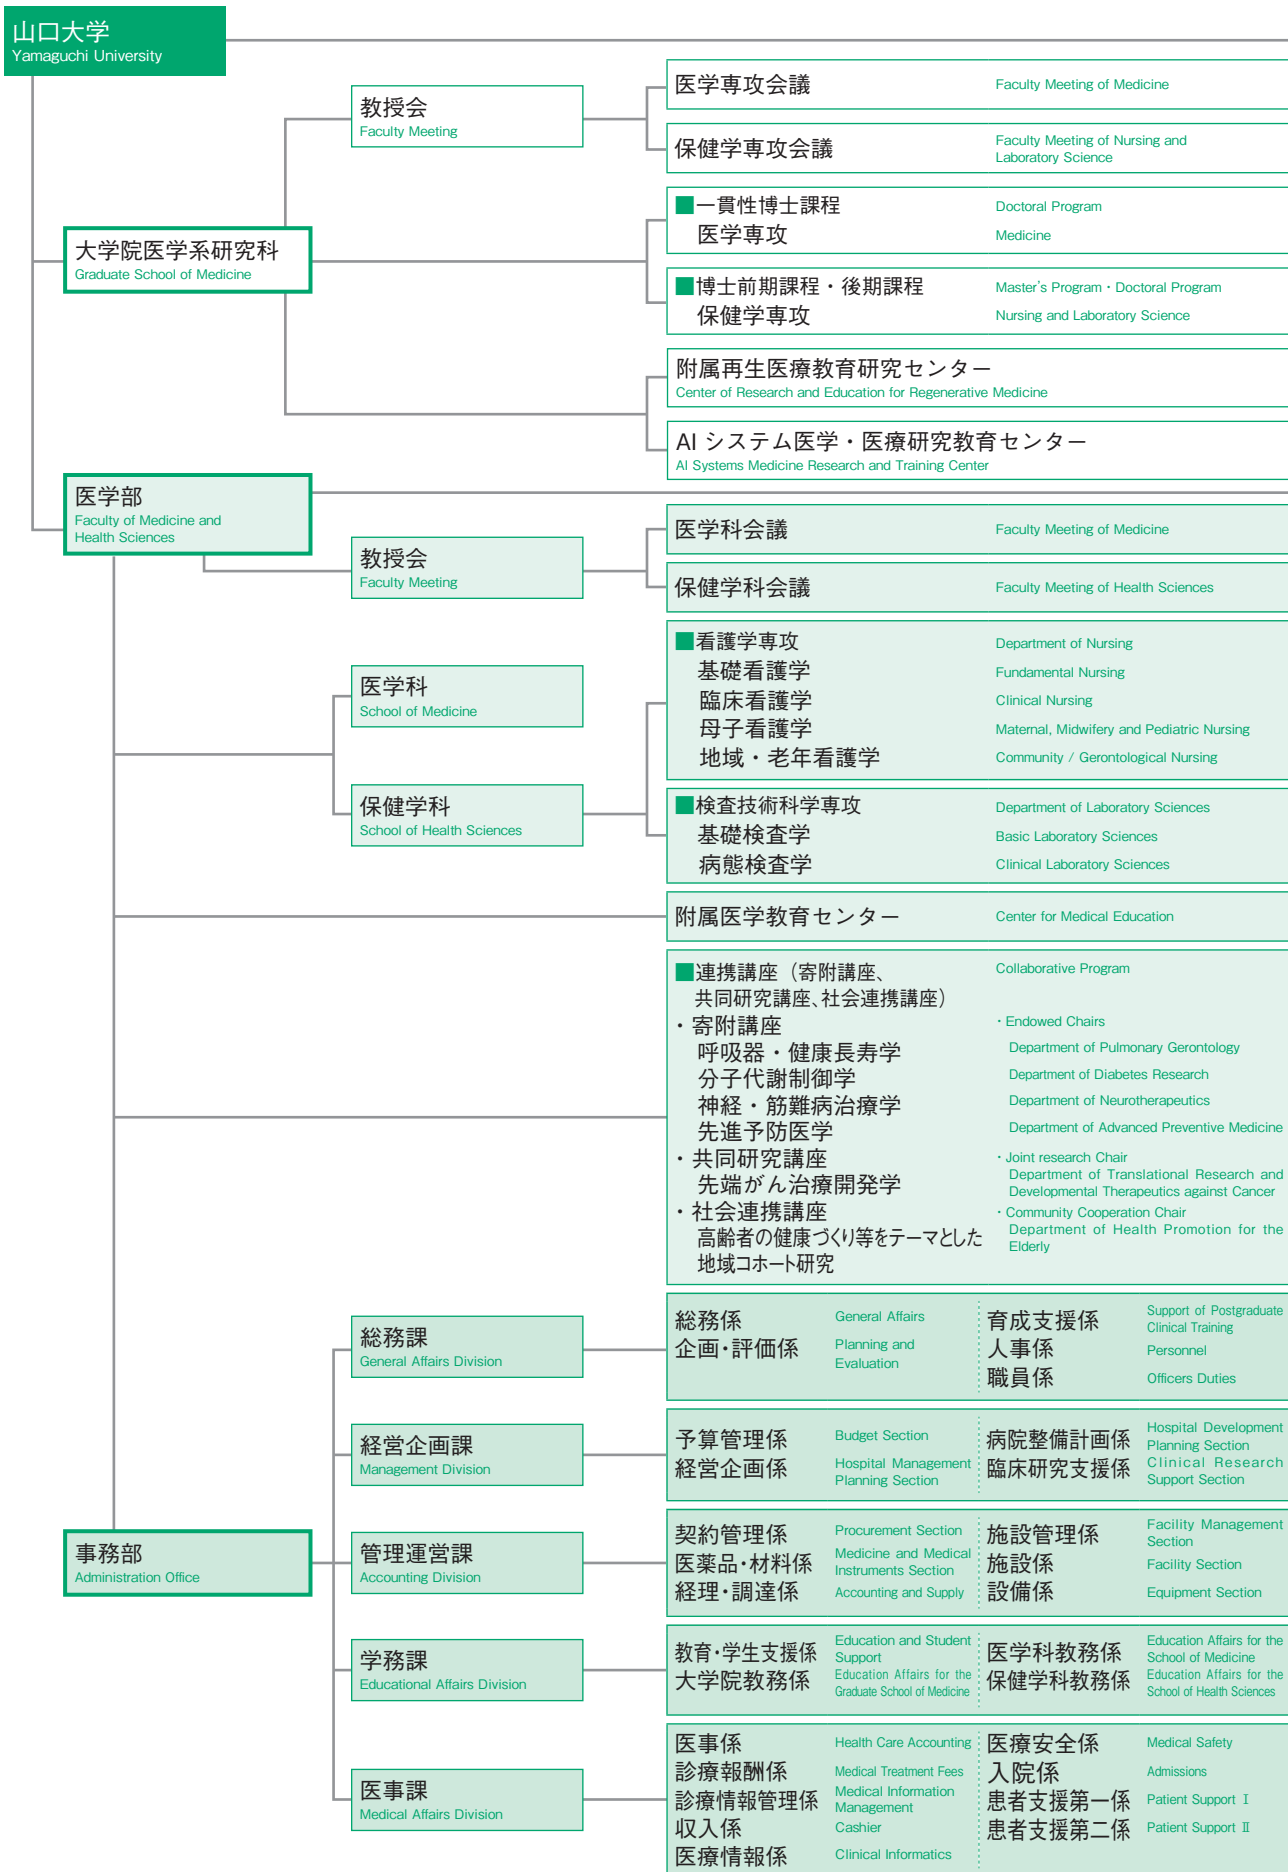 山口大学
Yamaguchi University
教授会
Faculty Meeting
医学専攻会議
Faculty Meeting of Medicine
保健学専攻会議
Faculty Meeting of Nursing and
Laboratory Science
大学院医学系研究科
Graduate School of Medicine
■一貫性博士課程
Doctoral Program
医学専攻
Medicine
■博士前期課程・後期課程
Master's Program・Doctoral Program
保健学専攻
Nursing and Laboratory Science
附属再生医療教育研究センター
Center of Research and Education for Regenerative Medicine
AI システム医学・医療研究教育センター
AI Systems Medicine Research and Training Center
医学部
Faculty of Medicine and
Health Sciences
教授会
Faculty Meeting
医学科会議
Faculty Meeting of Medicine
保健学科会議
Faculty Meeting of Health Sciences
医学科
School of Medicine
保健学科
School of Health Sciences
■看護学専攻
Department of Nursing
基礎看護学
Fundamental Nursing
臨床看護学
Clinical Nursing
母子看護学
Maternal, Midwifery and Pediatric Nursing
地域・老年看護学
Community / Gerontological Nursing
■検査技術科学専攻
Department of Laboratory Sciences
基礎検査学
Basic Laboratory Sciences
病態検査学
Clinical Laboratory Sciences
附属医学教育センター
Center for Medical Education
■連携講座（寄附講座、
共同研究講座、社会連携講座）
Collaborative Program
・寄附講座
・Endowed Chairs
呼吸器・健康長寿学
Department of Pulmonary Gerontology
分子代謝制御学
Department of Diabetes Research
神経・筋難病治療学
Department of Neurotherapeutics
先進予防医学
Department of Advanced Preventive Medicine
・共同研究講座
・Joint research Chair
先端がん治療開発学
Department of Translational Research and
Developmental Therapeutics against Cancer
・社会連携講座
・Community Cooperation Chair
高齢者の健康づくり等をテーマとした
地域コホート研究
Department of Health Promotion for the
Elderly
事務部
Administration Office
総務課
General Affairs Division
総務係
General Affairs
企画・評価係
Planning and
Evaluation
育成支援係
Support of Postgraduate
Clinical Training
人事係
Personnel
職員係
Officers Duties
経営企画課
Management Division
予算管理係
Budget Section
経営企画係
Hospital Management
Planning Section
病院整備計画係
Hospital Development
Planning Section
臨床研究支援係
Clinical Research
Support Section
管理運営課
Accounting Division
契約管理係
Procurement Section
医薬品・材料係
Medicine and Medical
Instruments Section
経理・調達係
Accounting and Supply
施設管理係
Facility Management
Section
施設係
Facility Section
設備係
Equipment Section
学務課
Educational Affairs Division
教育・学生支援係
Education and Student
Support
大学院教務係
Education Affairs for the
Graduate School of Medicine
医学科教務係
Education Affairs for the
School of Medicine
保健学科教務係
Education Affairs for the
School of Health Sciences
医事課
Medical Affairs Division
医事係
Health Care Accounting
診療報酬係
Medical Treatment Fees
診療情報管理係
Medical Information
Management
収入係
Cashier
医療情報係
Clinical Informatics
医療安全係
Medical Safety
入院係
Admissions
患者支援第一係
Patient Support Ⅰ
患者支援第二係
Patient Support Ⅱ